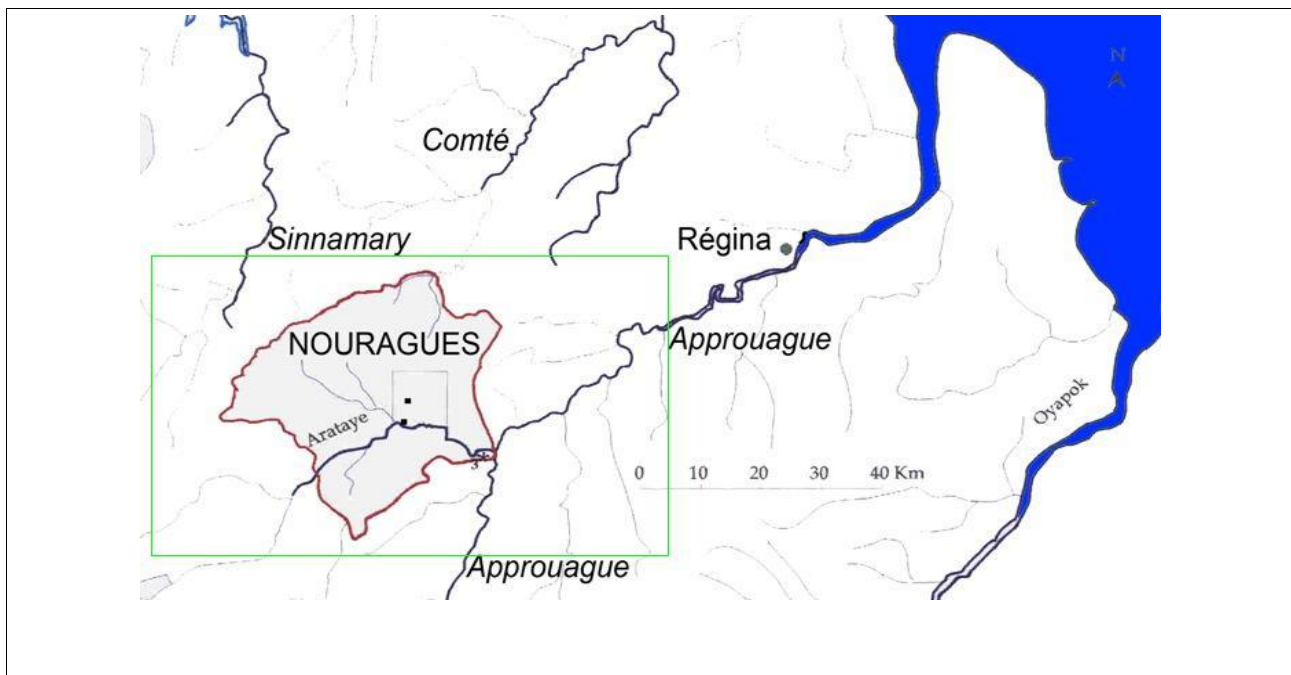 N
Comté
Sinnamary
Régina
NOURAGUES
Approuague
Arataye
Oyapok
0 10 20 30 40 Km
Approuague